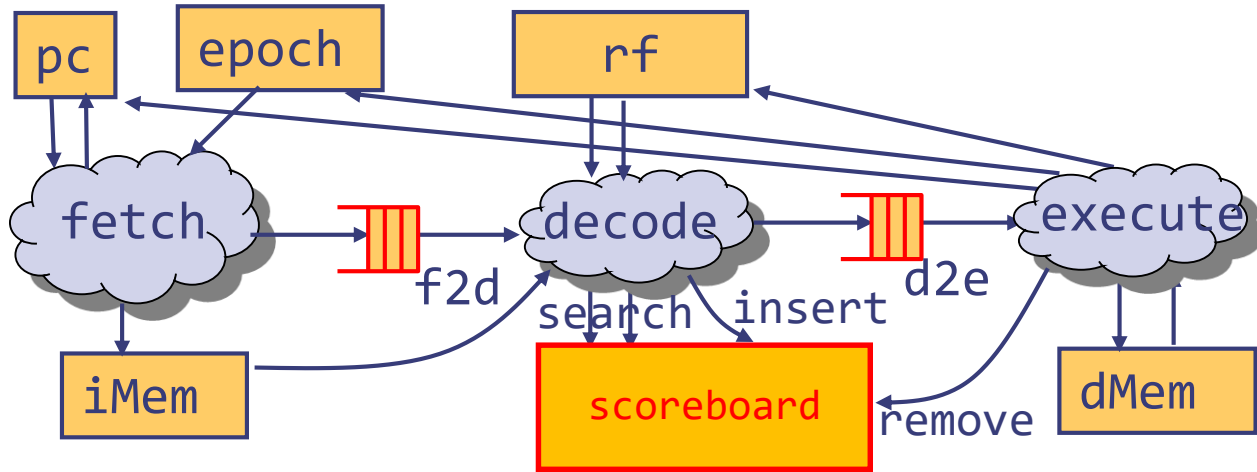 pc
epoch
rf
fetch
decode
execute
f2d
d2e
search
insert
iMem
scoreboard
remove
dMem